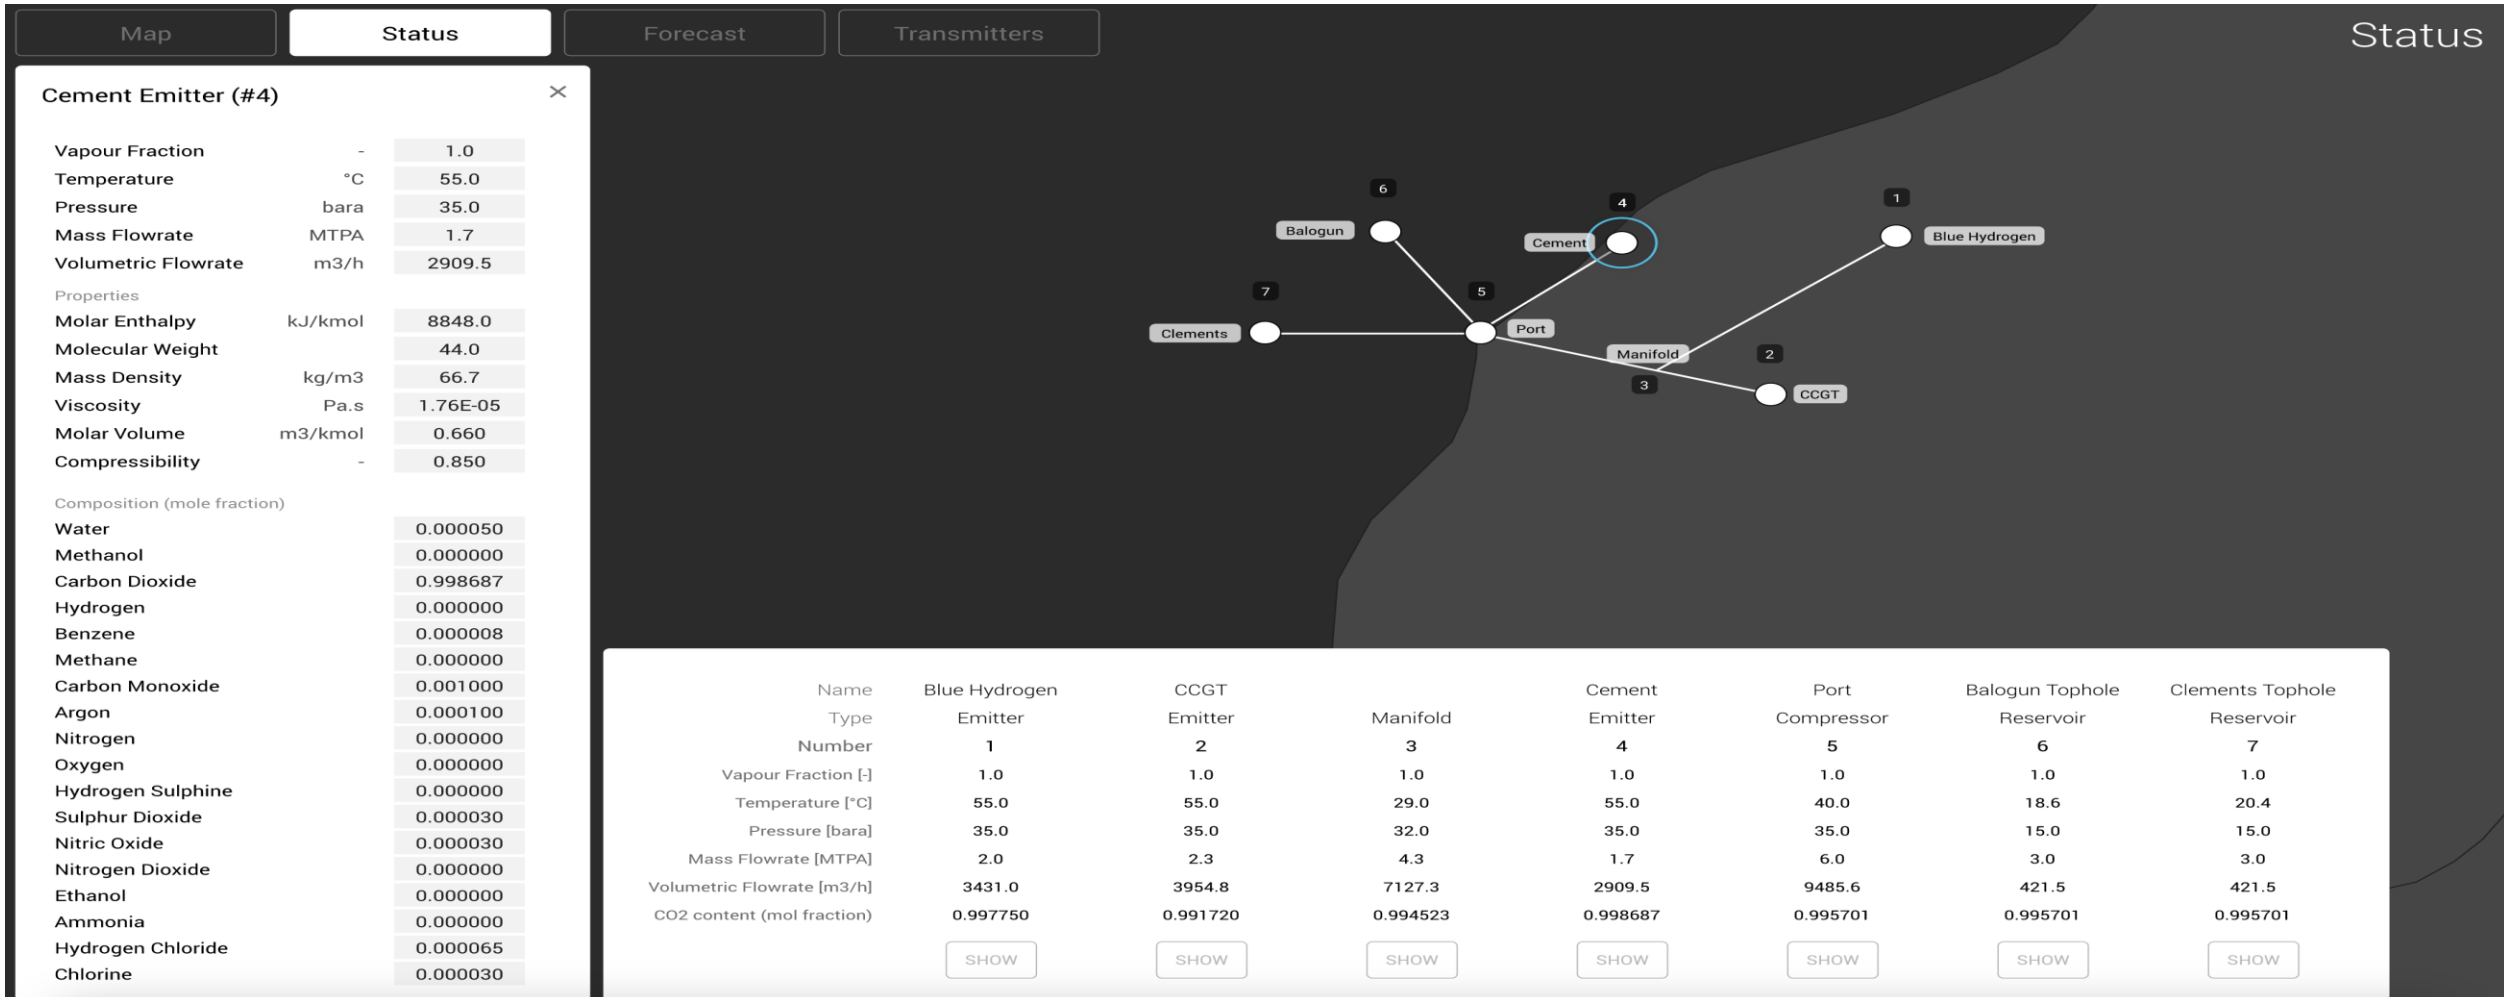 Map Status Forecast Transmitters Status
Cement Emitter (#4) ×
Vapour Fraction - 1.0
Temperature °C 55.0
Pressure bara 35.0
Mass Flowrate MTPA 1.7
Volumetric Flowrate m3/h 2909.5
Properties
Molar Enthalpy kJ/kmol 8848.0
Molecular Weight 44.0
Mass Density kg/m3 66.7
Viscosity Pa.s 1.76E-05
Molar Volume m3/kmol 0.660
Compressibility - 0.850
Composition (mole fraction)
Water 0.000050
Methanol 0.000000
Carbon Dioxide 0.998687
Hydrogen 0.000000
Benzene 0.000008
Methane 0.000000
Carbon Monoxide 0.001000
Argon 0.000100
Nitrogen 0.000000
Oxygen 0.000000
Hydrogen Sulphine 0.000000
Sulphur Dioxide 0.000030
Nitric Oxide 0.000030
Nitrogen Dioxide 0.000000
Ethanol 0.000000
Ammonia 0.000000
Hydrogen Chloride 0.000065
Chlorine 0.000030
6
4
1
Balogun
Cement
Blue Hydrogen
7
5
Clements
Port
Manifold
2
3
CCGT
Name Blue Hydrogen CCGT Cement Port Balogun Tophole Clements Tophole
Type Emitter Emitter Manifold Emitter Compressor Reservoir Reservoir
Number 1 2 3 4 5 6 7
Vapour Fraction [-] 1.0 1.0 1.0 1.0 1.0 1.0 1.0
Temperature [°C] 55.0 55.0 29.0 55.0 40.0 18.6 20.4
Pressure [bara] 35.0 35.0 32.0 35.0 35.0 15.0 15.0
Mass Flowrate [MTPA] 2.0 2.3 4.3 1.7 6.0 3.0 3.0
Volumetric Flowrate [m3/h] 3431.0 3954.8 7127.3 2909.5 9485.6 421.5 421.5
CO2 content (mol fraction) 0.997750 0.991720 0.994523 0.998687 0.995701 0.995701 0.995701
SHOW SHOW SHOW SHOW SHOW SHOW SHOW